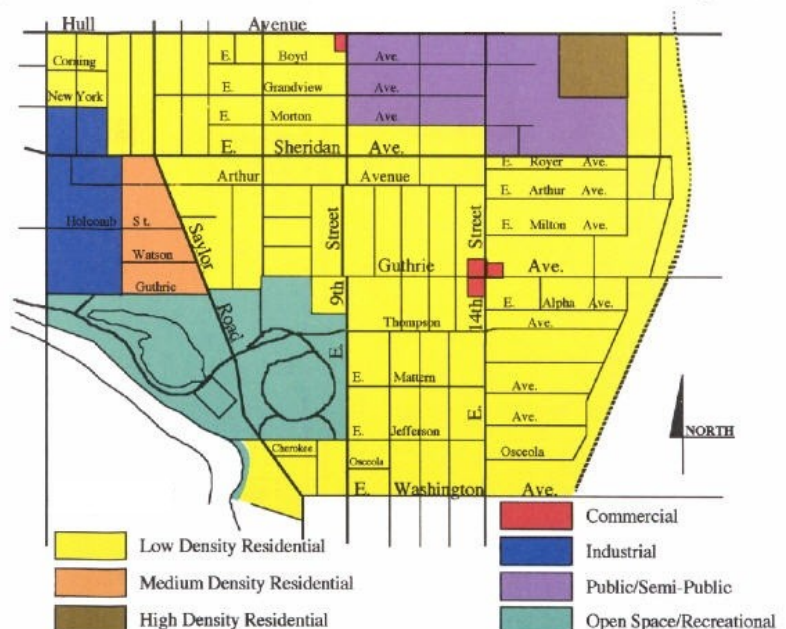 Hull Avenue
E. Boyd Ave.
Corning
E. Grandview Ave.
New York
E. Morton Ave.
E. Sheridan Ave.
E. Royer Ave.
Arthur Avenue
E. Arthur Ave.
Holcomb St.
E. Milton Ave.
Saylor Road
9th Street
14th Street
Watson
Guthrie Ave.
Guthrie
E. Alpha Ave.
Thompson Ave.
E.
E. Mattern Ave.
E.
E. Jefferson Ave.
NORTH
Cherokee
Osceola
Osceola
E. Washington Ave.
Low Density Residential
Medium Density Residential
High Density Residential
Commercial
Industrial
Public/Semi-Public
Open Space/Recreational